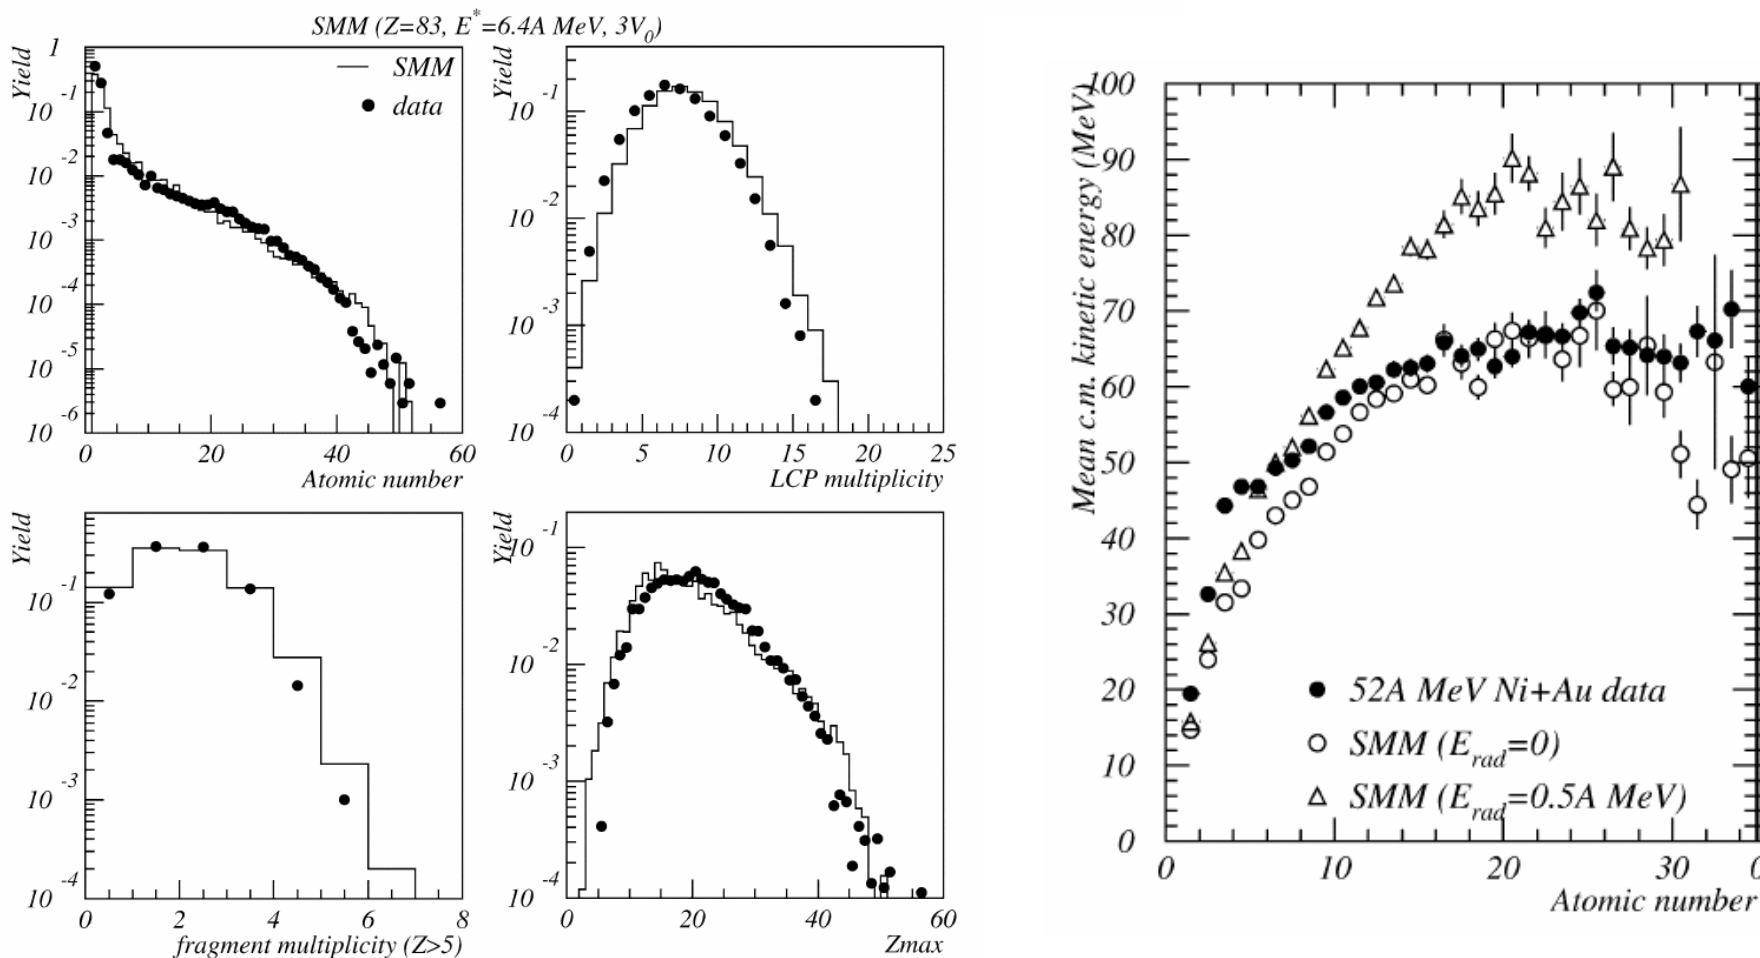 SMM (Z=83, E*=6.4A MeV, 3V0)
Yield
1
10 -1
10 -2
10 -3
10 -4
10 -5
10 -6
SMM
data
0 20 40 60
Atomic number
Yield
10 -1
10 -2
10 -3
10 -4
0 5 10 15 20 25
LCP multiplicity
Yield
10 -1
10 -2
10 -3
10 -4
0 2 4 6 8
fragment multiplicity (Z>5)
Yield
10 -1
10 -2
10 -3
10 -4
0 20 40 60
Zmax
Mean c.m. kinetic energy (MeV)
100
90
80
70
60
50
40
30
20
10
0
52A MeV Ni+Au data
SMM (Erad=0)
SMM (Erad=0.5A MeV)
0 10 20 30
Atomic number